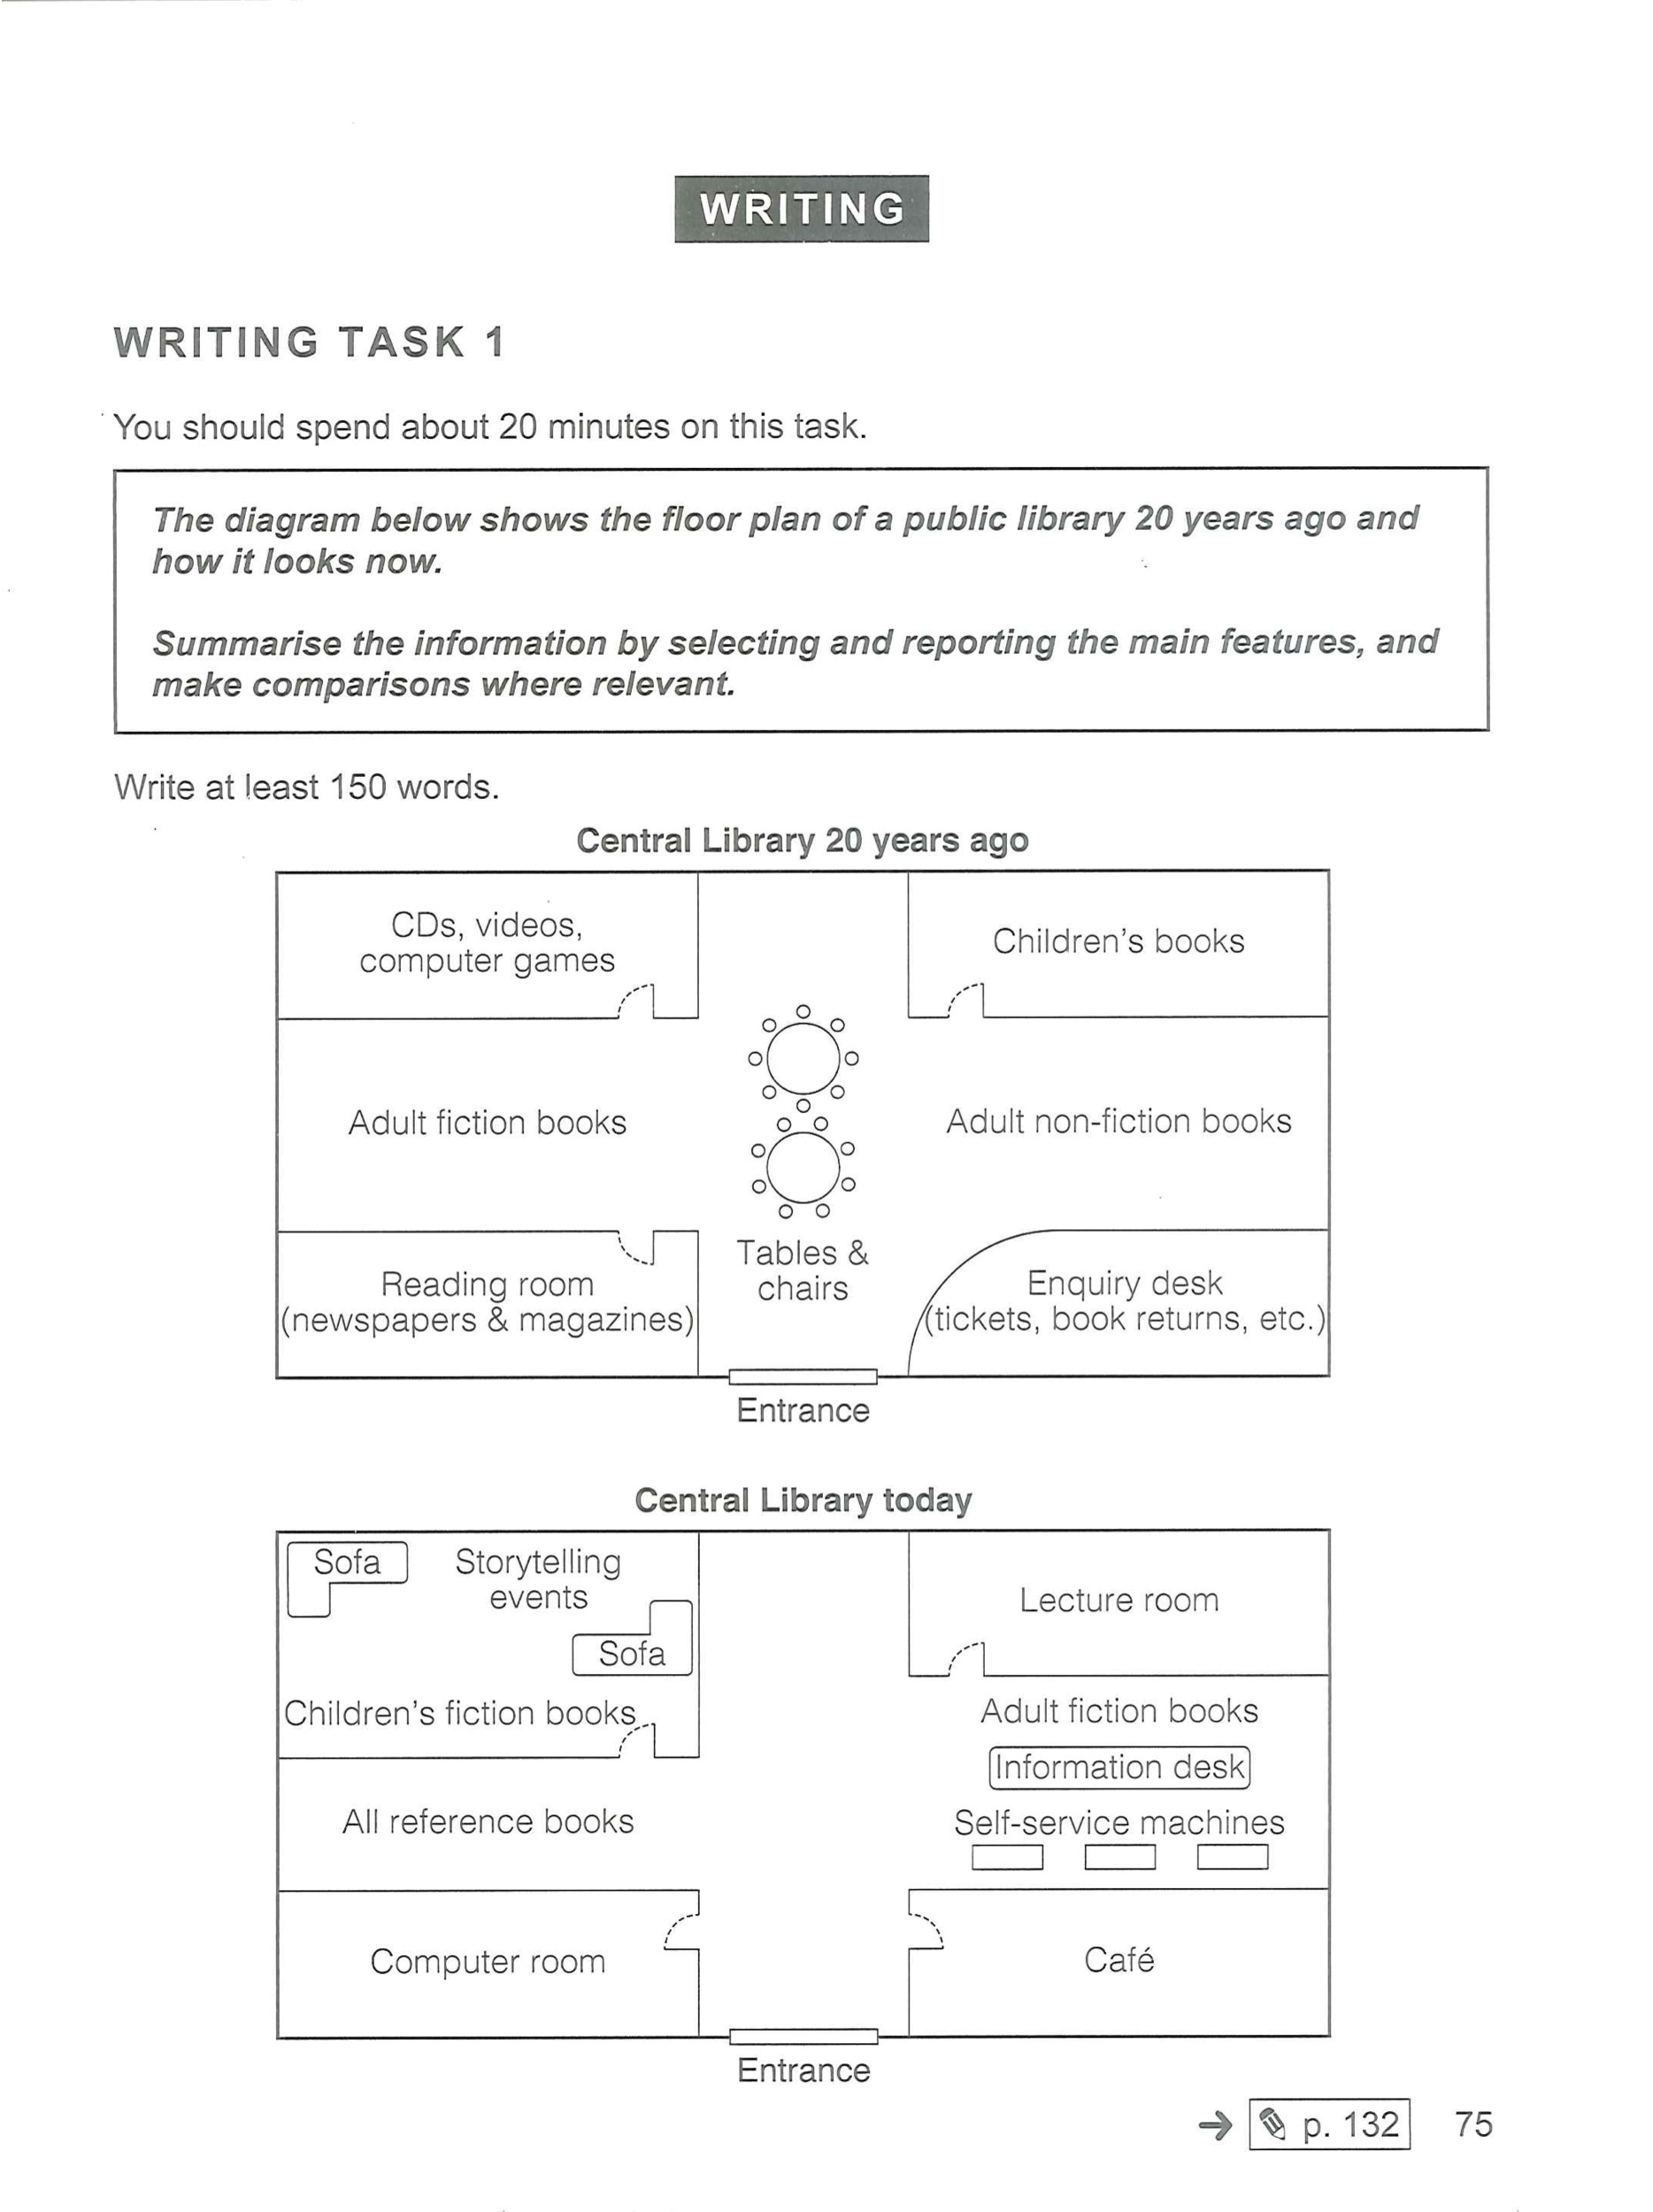 WRITING
WRITING TASK 1
You should spend about 20 minutes on this task.
The diagram below shows the floor plan of a public library 20 years ago and
how it looks now.
Summarise the information by selecting and reporting the main features, and
make comparisons where relevant.
Write at least 150 words.
Central Library 20 years ago
CDs, videos,
computer games
Children's books
Adult fiction books
Adult non-fiction books
Reading room
(newspapers & magazines)
Tables &
chairs
Enquiry desk
(tickets, book returns, etc.)
Entrance
Central Library today
Sofa
Storytelling
events
Sofa
Children's fiction books
Lecture room
Adult fiction books
Information desk
All reference books
Self-service machines
Computer room
Café
Entrance
p. 132
75